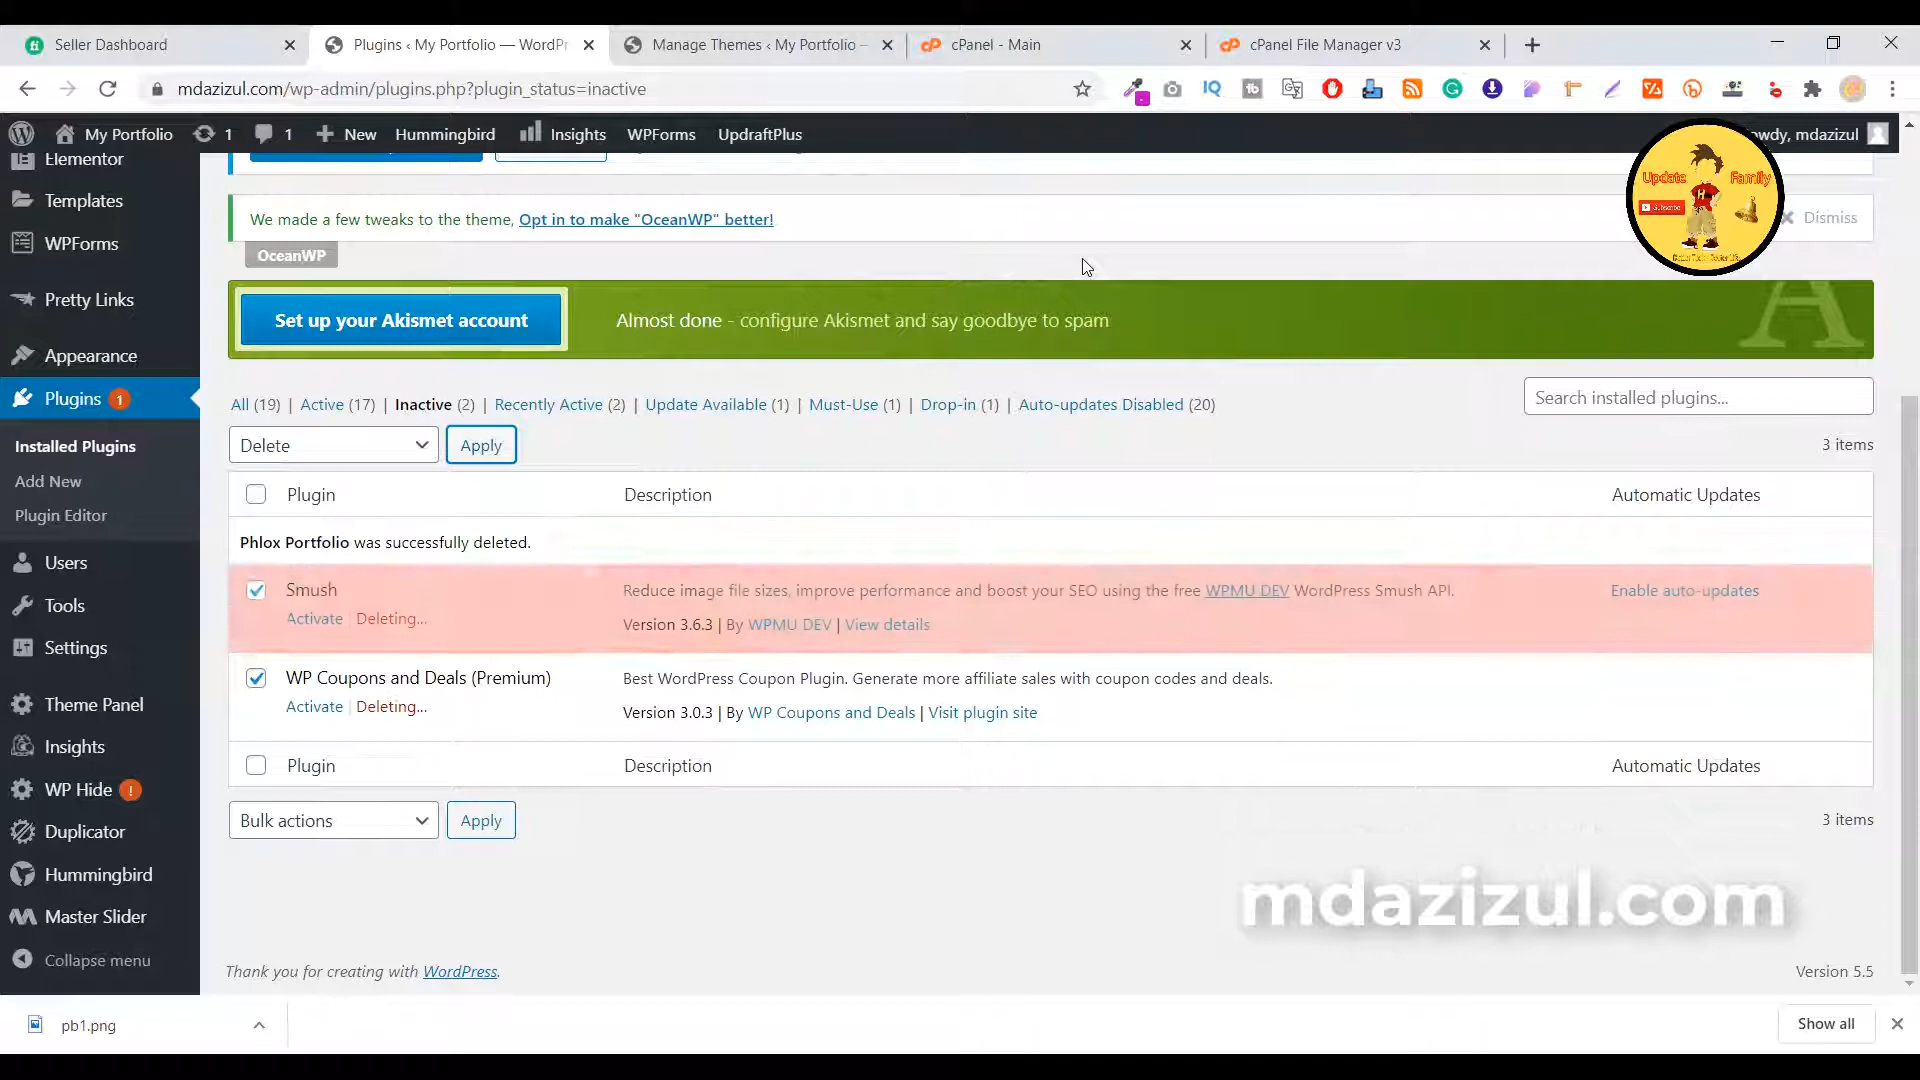 Seller Dashboard
Plugins ‹ My Portfolio — WordPr
Manage Themes ‹ My Portfolio –
cPanel - Main
cPanel File Manager v3
mdazizul.com/wp-admin/plugins.php?plugin_status=inactive
My Portfolio 1 1 New Hummingbird Insights WPForms UpdraftPlus
owdy, mdazizul
Elementor
Templates
WPForms
Pretty Links
Appearance
Plugins 1
Installed Plugins
Add New
Plugin Editor
Users
Tools
Settings
Theme Panel
Insights
WP Hide !
Duplicator
Hummingbird
Master Slider
Collapse menu
Update Family
Subscribe
We made a few tweaks to the theme, Opt in to make "OceanWP" better!
Dismiss
OceanWP
Set up your Akismet account
Almost done - configure Akismet and say goodbye to spam
All (19) | Active (17) | Inactive (2) | Recently Active (2) | Update Available (1) | Must-Use (1) | Drop-in (1) | Auto-updates Disabled (20)
Search installed plugins...
Delete Apply
3 items
Plugin Description Automatic Updates
Phlox Portfolio was successfully deleted.
Smush
Activate | Deleting...
Reduce image file sizes, improve performance and boost your SEO using the free WPMU DEV WordPress Smush API.
Version 3.6.3 | By WPMU DEV | View details
Enable auto-updates
WP Coupons and Deals (Premium)
Activate | Deleting...
Best WordPress Coupon Plugin. Generate more affiliate sales with coupon codes and deals.
Version 3.0.3 | By WP Coupons and Deals | Visit plugin site
Plugin Description Automatic Updates
Bulk actions Apply
3 items
mdazizul.com
Thank you for creating with WordPress.
Version 5.5
pb1.png
Show all